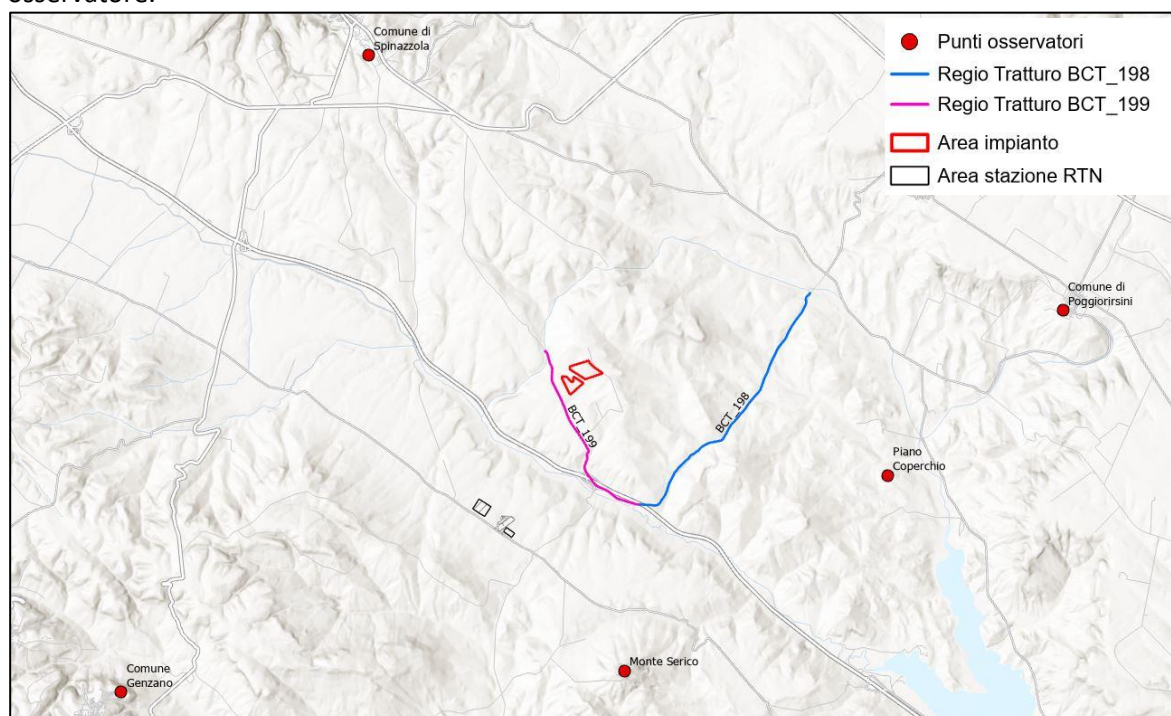 osservatore.
Comune di
Spinazzola
Punti osservatori
Regio Tratturo BCT_198
Regio Tratturo BCT_199
Area impianto
Area stazione RTN
Comune di
Poggiorirsini
BCT_199
BCT_198
Piano
Coperchio
Monte Serico
Comune
Genzano